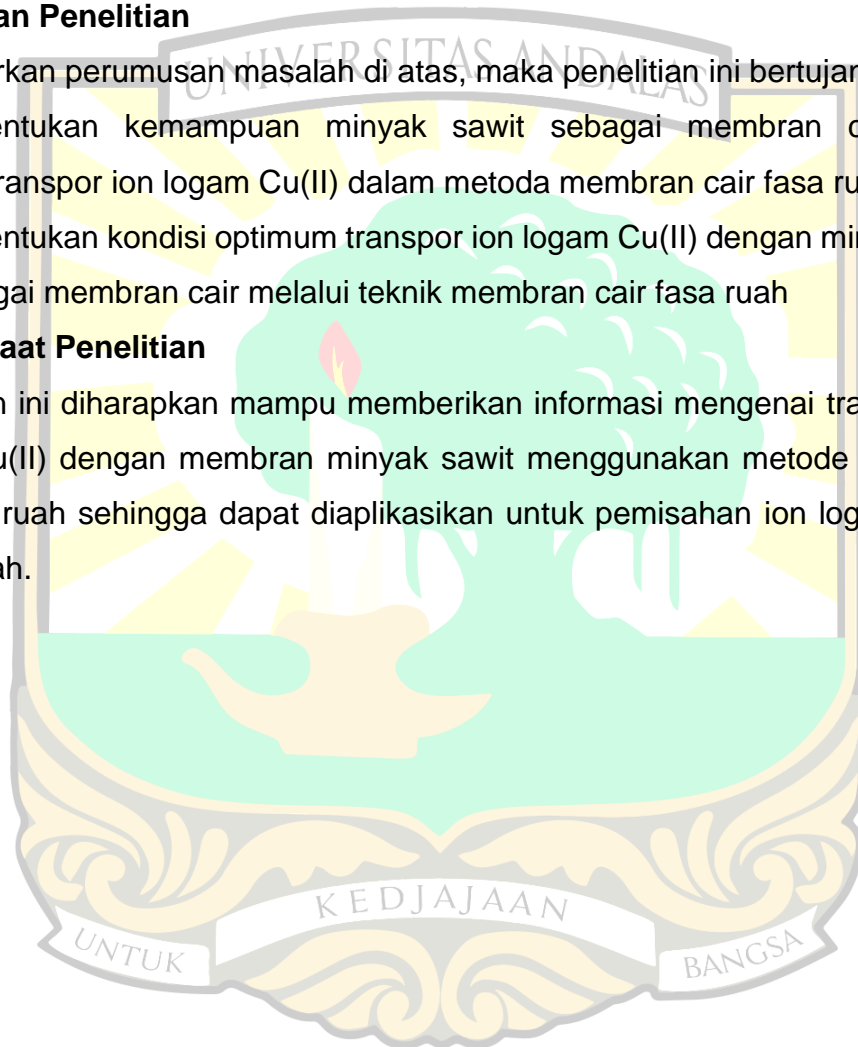 an Penelitian
UNIVERSITAS ANDALAS
rkan perumusan masalah di atas, maka penelitian ini bertujan
entukan kemampuan minyak sawit sebagai membran c
ranspor ion logam Cu(II) dalam metoda membran cair fasa ru
entukan kondisi optimum transpor ion logam Cu(II) dengan mir
gai membran cair melalui teknik membran cair fasa ruah
aat Penelitian
n ini diharapkan mampu memberikan informasi mengenai tra
u(II) dengan membran minyak sawit menggunakan metode
ruah sehingga dapat diaplikasikan untuk pemisahan ion log
ah.
KEDJAJAAN
UNTUK
BANGSA